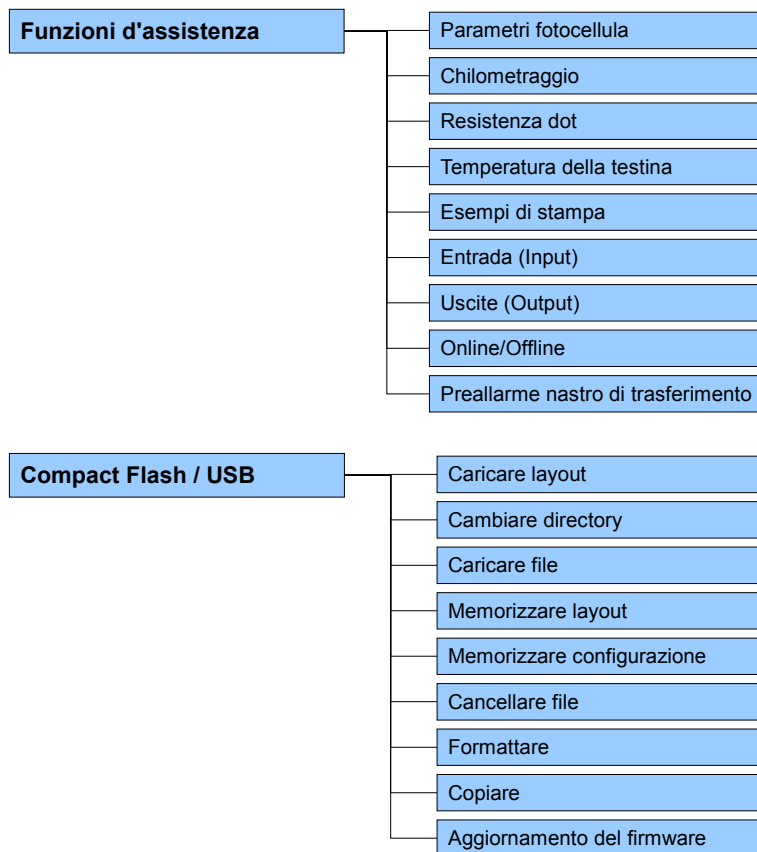 Funzioni d'assistenza
Parametri fotocellula
Chilometraggio
Resistenza dot
Temperatura della testina
Esempi di stampa
Entrada (Input)
Uscite (Output)
Online/Offline
Preallarme nastro di trasferimento
Compact Flash / USB
Caricare layout
Cambiare directory
Caricare file
Memorizzare layout
Memorizzare configurazione
Cancellare file
Formattare
Copiare
Aggiornamento del firmware